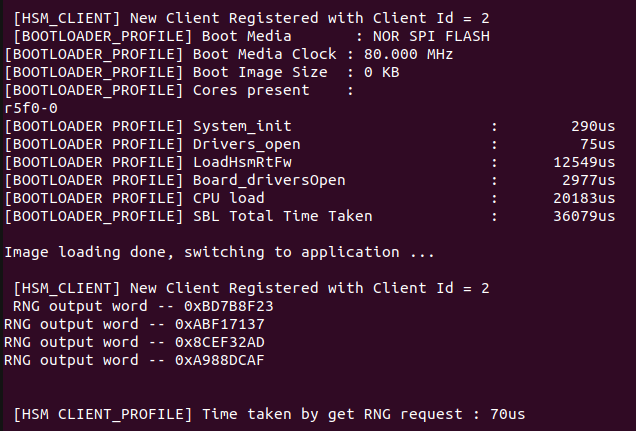 [HSM_CLIENT] New Client Registered with Client Id = 2
[BOOTLOADER_PROFILE] Boot Media       : NOR SPI FLASH
[BOOTLOADER_PROFILE] Boot Media Clock : 80.000 MHz
[BOOTLOADER_PROFILE] Boot Image Size  : 0 KB
[BOOTLOADER_PROFILE] Cores present    :
r5f0-0
[BOOTLOADER PROFILE] System_init                      :        290us
[BOOTLOADER PROFILE] Drivers_open                     :         75us
[BOOTLOADER PROFILE] LoadHsmRtFw                      :      12549us
[BOOTLOADER PROFILE] Board_driversOpen                :       2977us
[BOOTLOADER PROFILE] CPU load                         :      20183us
[BOOTLOADER PROFILE] SBL Total Time Taken             :      36079us
Image loading done, switching to application ...
[HSM_CLIENT] New Client Registered with Client Id = 2
RNG output word -- 0xBD7B8F23
RNG output word -- 0xABF17137
RNG output word -- 0x8CEF32AD
RNG output word -- 0xA988DCAF
[HSM CLIENT_PROFILE] Time taken by get RNG request : 70us